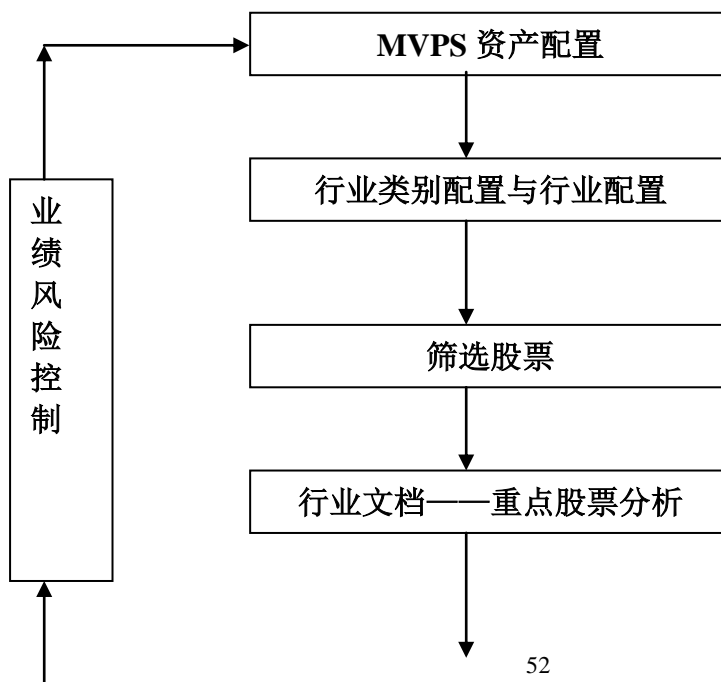 MVPS 资产配置
行业类别配置与行业配置
业
绩
风
险
控
制
筛选股票
行业文档——重点股票分析
52